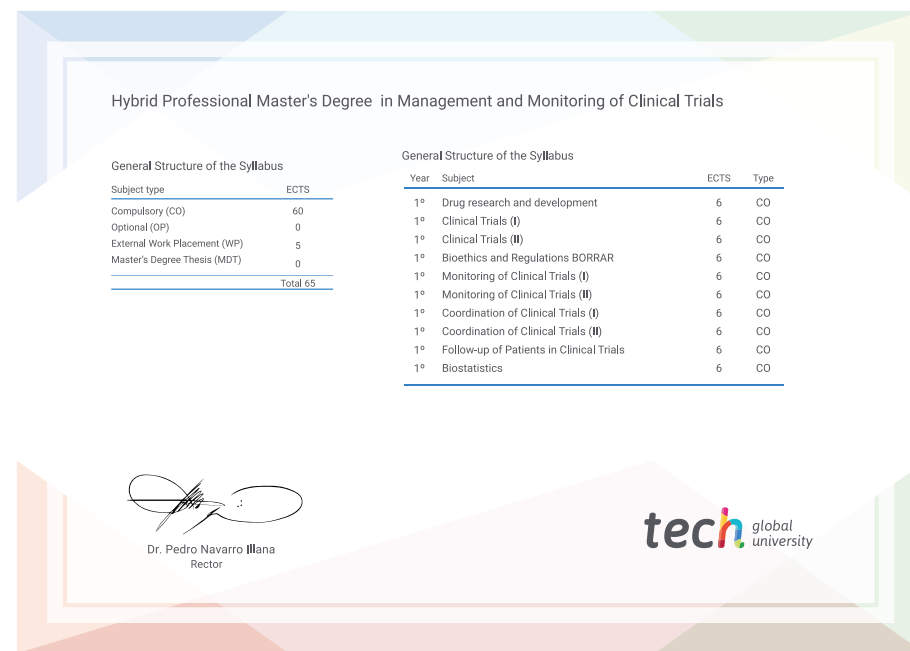 Hybrid Professional Master's Degree in Management and Monitoring of Clinical Trials
General Structure of the Syllabus
Subject type ECTS
Compulsory (CO) 60
Optional (OP) 0
External Work Placement (WP) 5
Master's Degree Thesis (MDT) 0
Total 65
General Structure of the Syllabus
Year Subject ECTS Type
1º Drug research and development 6 CO
1º Clinical Trials (I) 6 CO
1º Clinical Trials (II) 6 CO
1º Bioethics and Regulations BORRAR 6 CO
1º Monitoring of Clinical Trials (I) 6 CO
1º Monitoring of Clinical Trials (II) 6 CO
1º Coordination of Clinical Trials (I) 6 CO
1º Coordination of Clinical Trials (II) 6 CO
1º Follow-up of Patients in Clinical Trials 6 CO
1º Biostatistics 6 CO
Dr. Pedro Navarro Illana
Rector
tech global
university